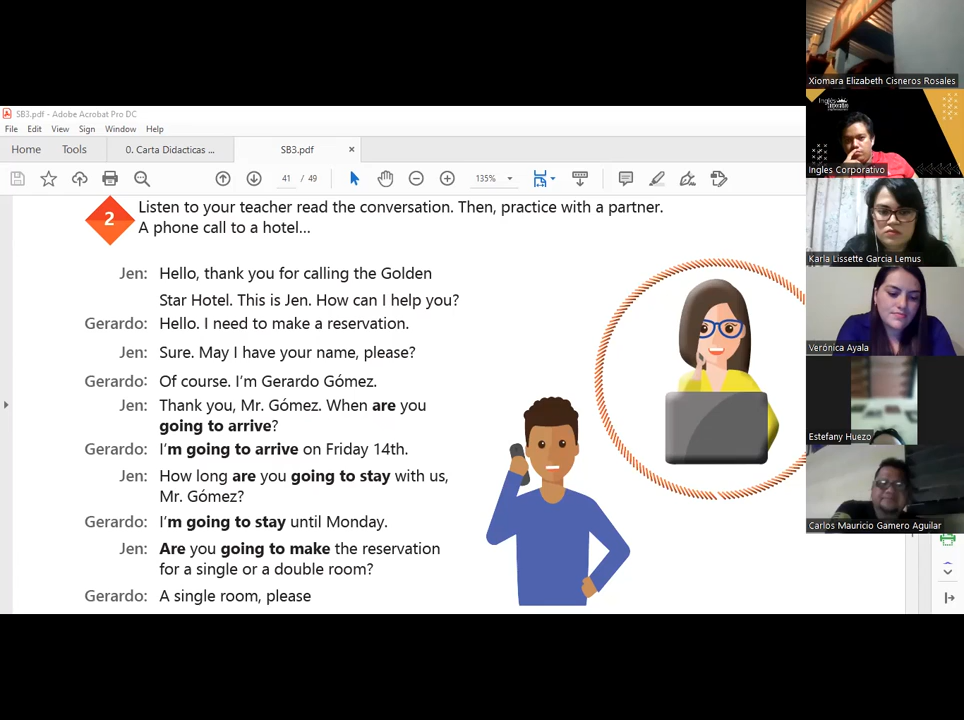 SB3.pdf - Adobe Acrobat Pro DC
File Edit View Sign Window Help
Home Tools 0. Carta Didacticas ... SB3.pdf ×
41 / 49 135%
2
Listen to your teacher read the conversation. Then, practice with a partner.
A phone call to a hotel...
Jen: Hello, thank you for calling the Golden
Star Hotel. This is Jen. How can I help you?
Gerardo: Hello. I need to make a reservation.
Jen: Sure. May I have your name, please?
Gerardo: Of course. I'm Gerardo Gómez.
Jen: Thank you, Mr. Gómez. When are you
going to arrive?
Gerardo: I'm going to arrive on Friday 14th.
Jen: How long are you going to stay with us,
Mr. Gómez?
Gerardo: I'm going to stay until Monday.
Jen: Are you going to make the reservation
for a single or a double room?
Gerardo: A single room, please
Xiomara Elizabeth Cisneros Rosales
Inglés
Ingles Corporativo
Karla Lissette Garcia Lemus
Verónica Ayala
Estefany Huezo
Carlos Mauricio Gamero Aguilar